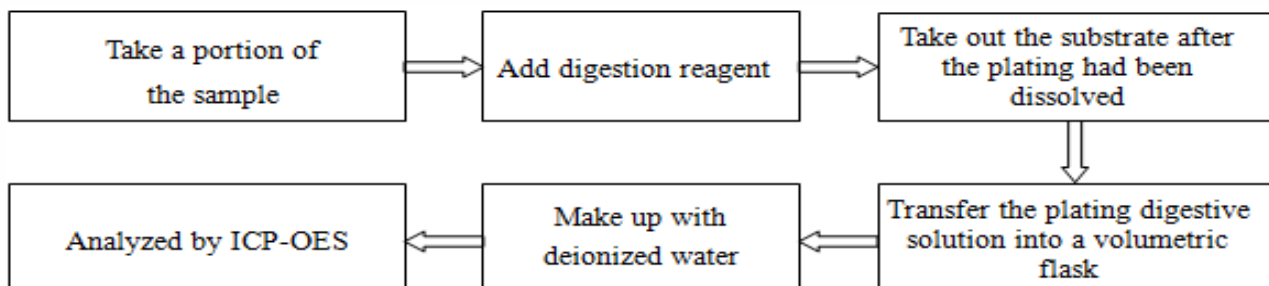 Take a portion of
the sample
Add digestion reagent
Take out the substrate after
the plating had been
dissolved
Transfer the plating digestive
solution into a volumetric
flask
Make up with
deionized water
Analyzed by ICP-OES